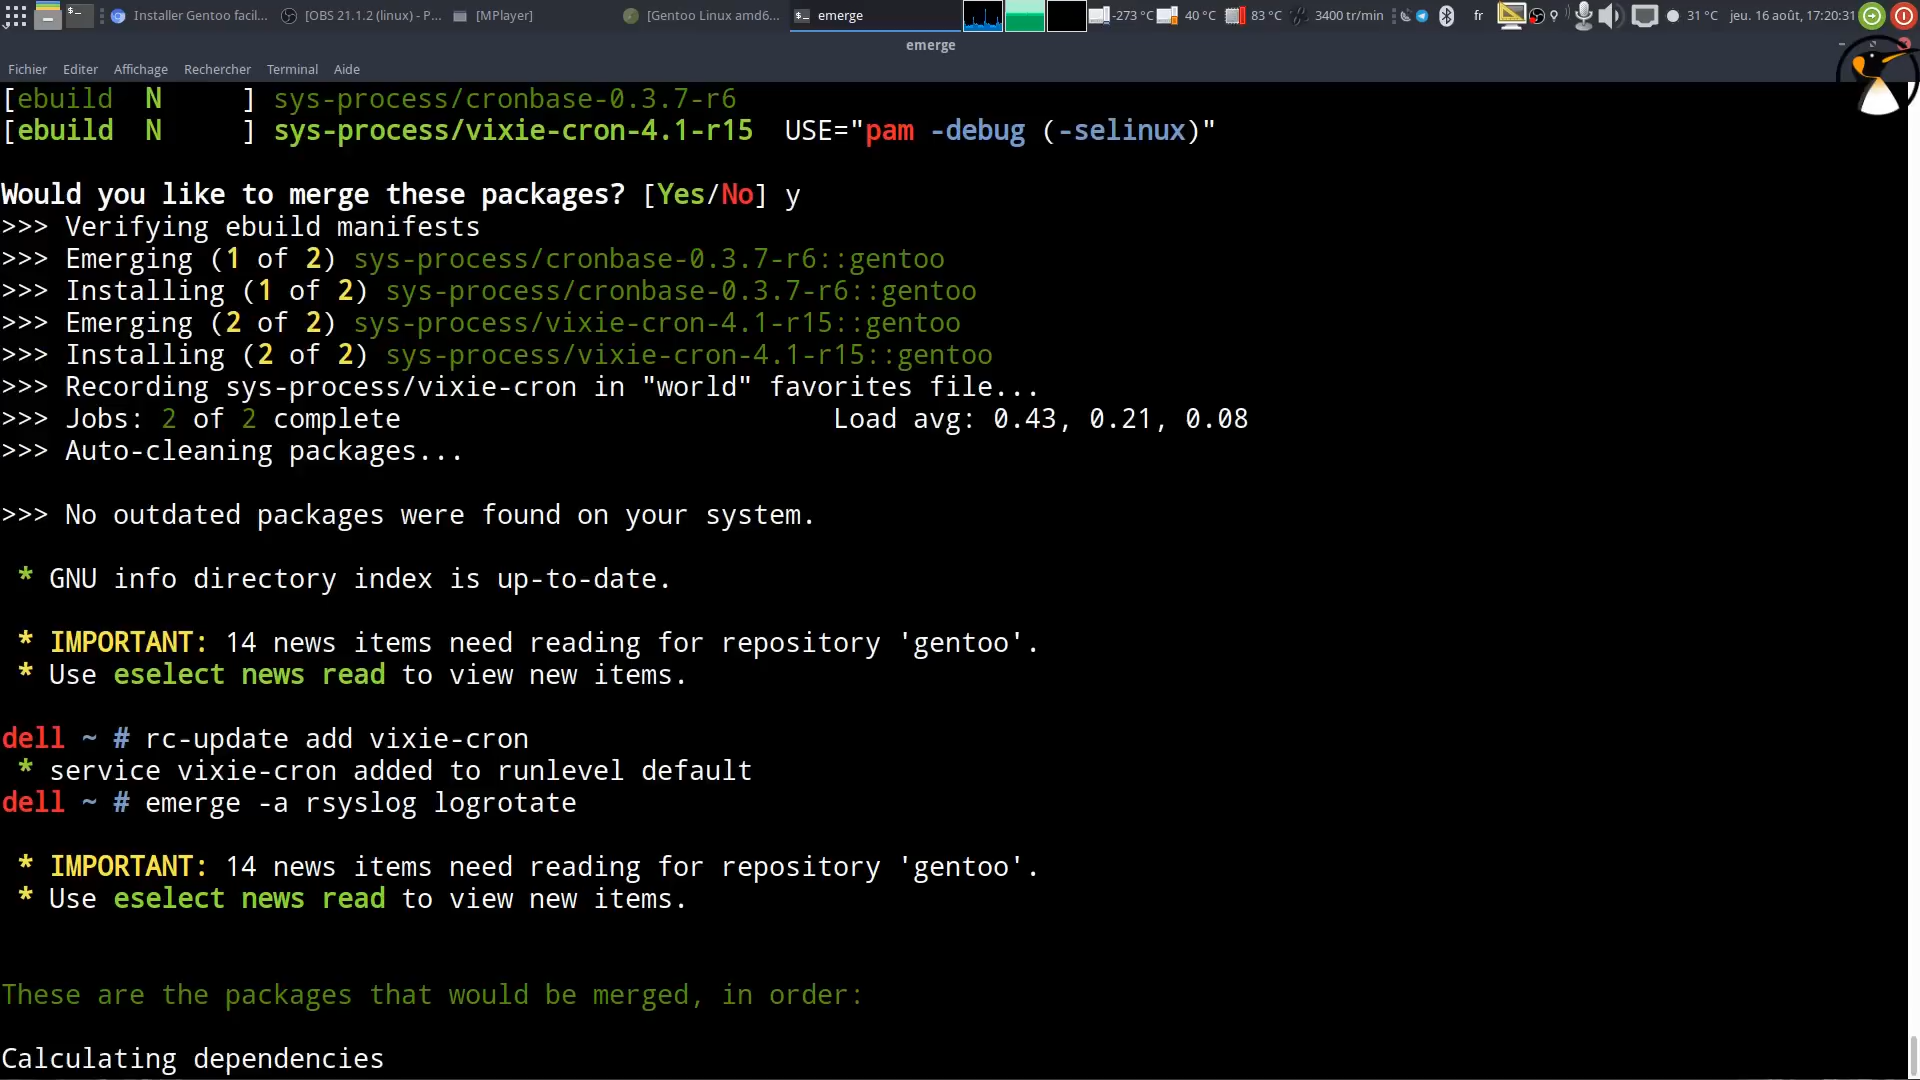 Installer Gentoo facil... [OBS 21.1.2 (linux) - P... [MPlayer] [Gentoo Linux amd6... emerge -273 °C 40 °C 83 °C 3400 tr/min fr 31 °C jeu. 16 août, 17:20:31
emerge
Fichier Editer Affichage Rechercher Terminal Aide
[ebuild  N     ] sys-process/cronbase-0.3.7-r6
[ebuild  N     ] sys-process/vixie-cron-4.1-r15  USE="pam -debug (-selinux)"
Would you like to merge these packages? [Yes/No] y
>>> Verifying ebuild manifests
>>> Emerging (1 of 2) sys-process/cronbase-0.3.7-r6::gentoo
>>> Installing (1 of 2) sys-process/cronbase-0.3.7-r6::gentoo
>>> Emerging (2 of 2) sys-process/vixie-cron-4.1-r15::gentoo
>>> Installing (2 of 2) sys-process/vixie-cron-4.1-r15::gentoo
>>> Recording sys-process/vixie-cron in "world" favorites file...
>>> Jobs: 2 of 2 complete                           Load avg: 0.43, 0.21, 0.08
>>> Auto-cleaning packages...
>>> No outdated packages were found on your system.
 * GNU info directory index is up-to-date.
 * IMPORTANT: 14 news items need reading for repository 'gentoo'.
 * Use eselect news read to view new items.
dell ~ # rc-update add vixie-cron
 * service vixie-cron added to runlevel default
dell ~ # emerge -a rsyslog logrotate
 * IMPORTANT: 14 news items need reading for repository 'gentoo'.
 * Use eselect news read to view new items.
These are the packages that would be merged, in order:
Calculating dependencies